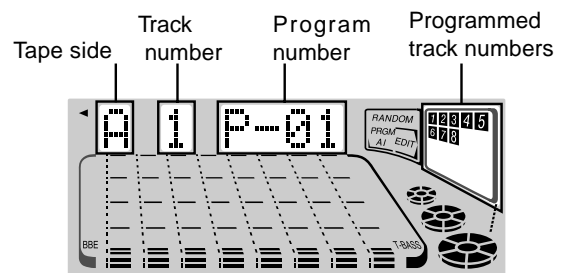 Tape side
Track
number
Program
number
Programmed
track numbers
A 1 P-01
RANDOM
PRGM
AI EDIT
1 2 3 4 5
6 7 8
BBE
T-BASS